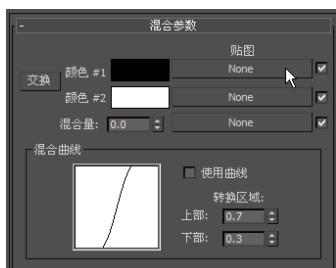 - 混合参数
贴图
交换 颜色 #1 None
颜色 #2 None
混合量: 0.0 None
混合曲线
使用曲线
转换区域:
上部: 0.7
下部: 0.3